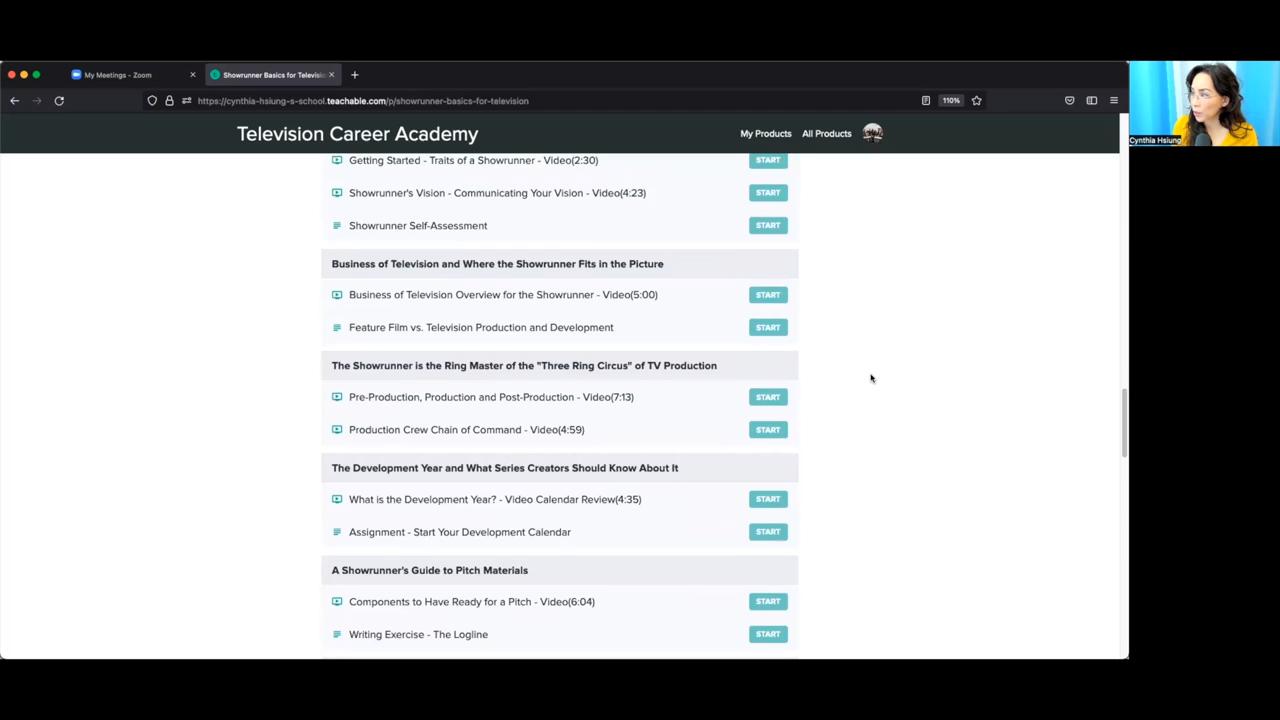 My Meetings - Zoom
Showrunner Basics for Televisio
https://cynthia-hsiung-s-school.teachable.com/p/showrunner-basics-for-television
110%
Television Career Academy
My Products
All Products
Getting Started - Traits of a Showrunner - Video(2:30)
START
Showrunner's Vision - Communicating Your Vision - Video(4:23)
START
Showrunner Self-Assessment
START
Business of Television and Where the Showrunner Fits in the Picture
Business of Television Overview for the Showrunner - Video(5:00)
START
Feature Film vs. Television Production and Development
START
The Showrunner is the Ring Master of the "Three Ring Circus" of TV Production
Pre-Production, Production and Post-Production - Video(7:13)
START
Production Crew Chain of Command - Video(4:59)
START
The Development Year and What Series Creators Should Know About It
What is the Development Year? - Video Calendar Review(4:35)
START
Assignment - Start Your Development Calendar
START
A Showrunner's Guide to Pitch Materials
Components to Have Ready for a Pitch - Video(6:04)
START
Writing Exercise - The Logline
START
Cynthia Hsiung